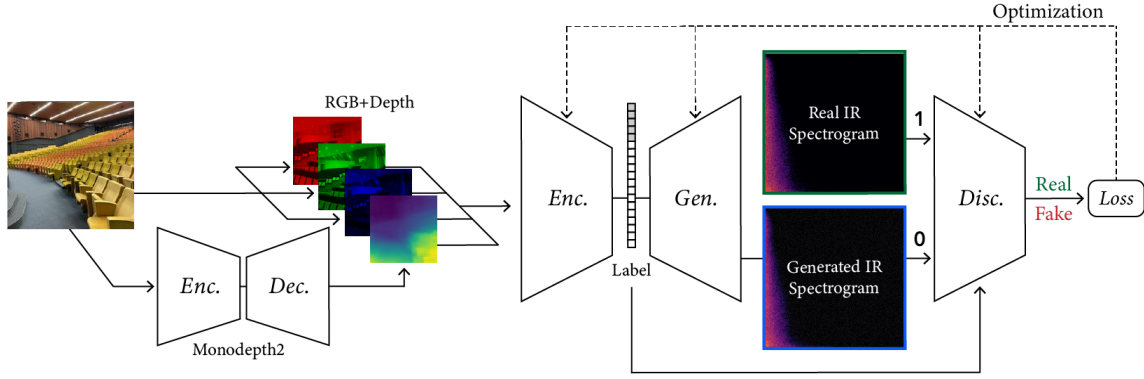 Optimization
RGB+Depth
Real IR
Spectrogram
1
Enc.
Gen.
Disc.
Real
Fake
Loss
0
Label
Generated IR
Spectrogram
Enc.
Dec.
Monodepth2